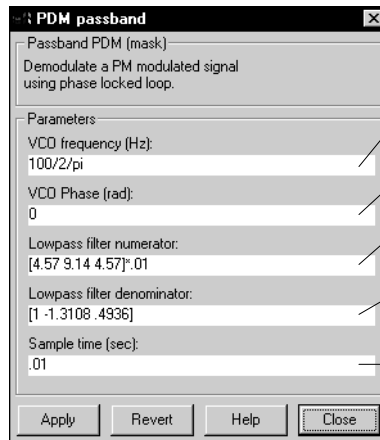 PDM passband
Passband PDM (mask)
Demodulate a PM modulated signal
using phase locked loop.
Parameters
VCO frequency (Hz):
100/2/pi
VCO Phase (rad):
0
Lowpass filter numerator:
[4.57 9.14 4.57]*.01
Lowpass filter denominator:
[1 -1.3108 .4936]
Sample time (sec):
.01
Apply Revert Help Close